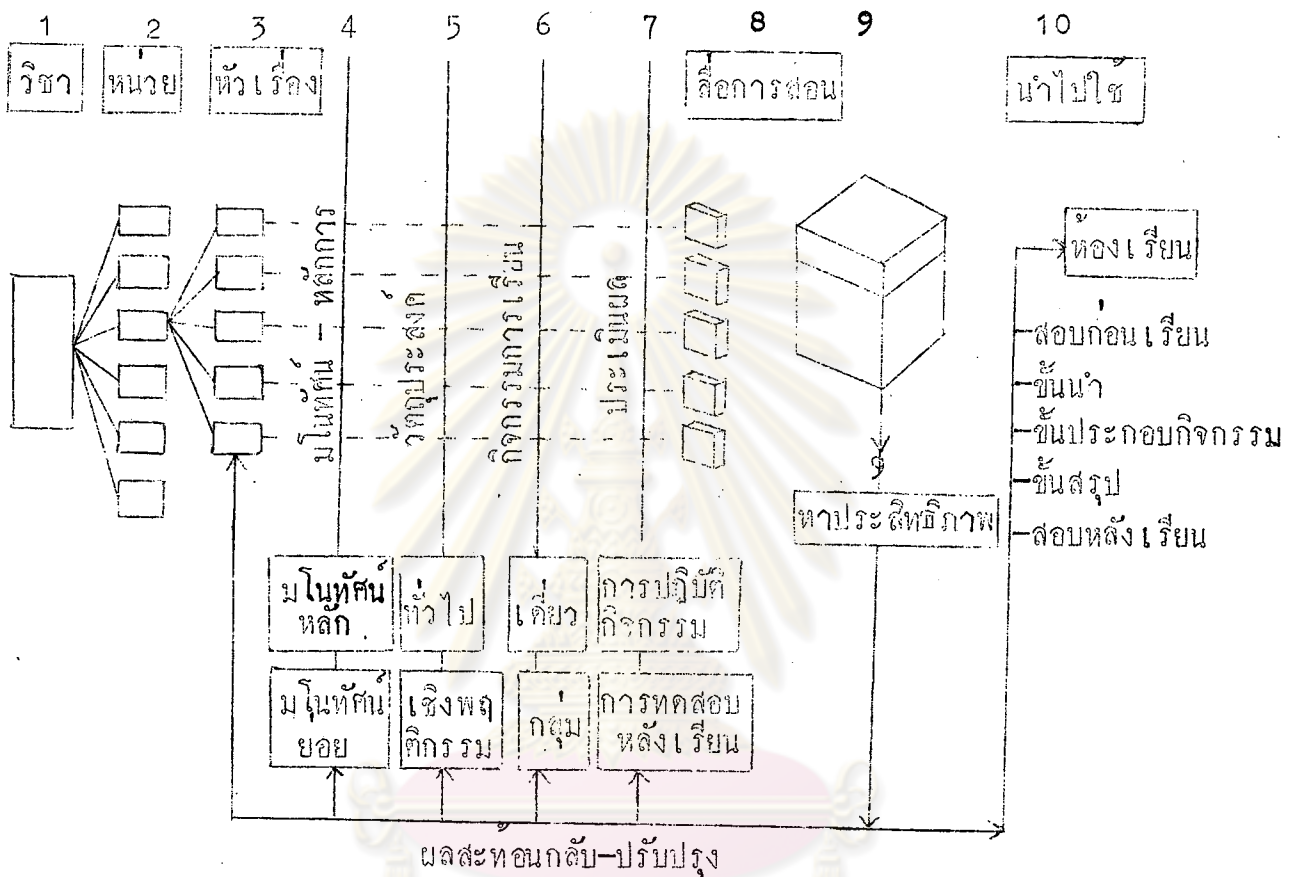 1 2 3 4 5 6 7 8 9 10
วิชา หน่วย หัวเรื่อง สื่อการสอน นำไปใช้
มโนทัศน์ - หลักการ
วัตถุประสงค์
กิจกรรมการเรียน
ประเมินผล
ห้องเรียน
สอบก่อนเรียน
ขั้นนำ
ขั้นประกอบกิจกรรม
ขั้นสรุป
สอบหลังเรียน
9
หาประสิทธิภาพ
มโนทัศน์
หลัก
ทั่วไป
เดี่ยว
การปฏิบัติ
กิจกรรม
มโนทัศน์
ยอย
เชิงพฤ
ติกรรม
กลุ่ม
การทดสอบ
หลังเรียน
ผลสะท้อนกลับ-ปรับปรุง